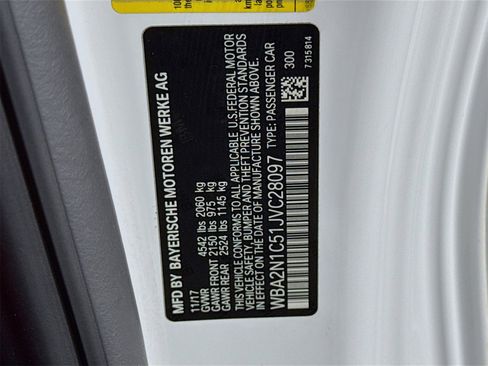 MFD BY BAYERISCHE MOTOREN WERKE AG
11/17
GVWR 4542 lbs 2060 kg
GAWR FRONT 2150 lbs 975 kg
GAWR REAR 2524 lbs 1145 kg
THIS VEHICLE CONFORMS TO ALL APPLICABLE U.S. FEDERAL MOTOR
VEHICLE SAFETY, BUMPER AND THEFT PREVENTION STANDARDS
IN EFFECT ON THE DATE OF MANUFACTURE SHOWN ABOVE.
WBA2N1C51JVC28097 TYPE: PASSENGER CAR
300
7315814